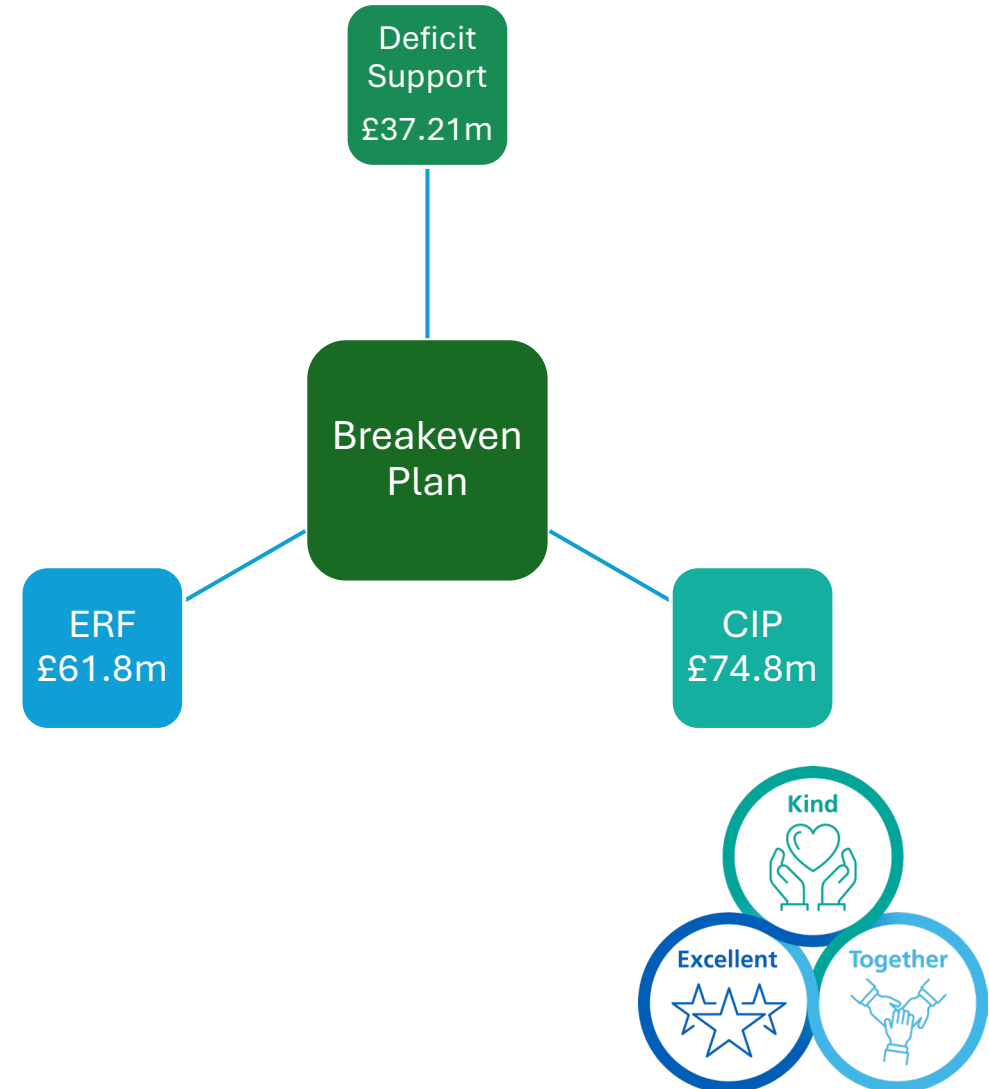 Deficit
Support
£37.21m
Breakeven
Plan
ERF
£61.8m
CIP
£74.8m
Kind
Excellent
Together